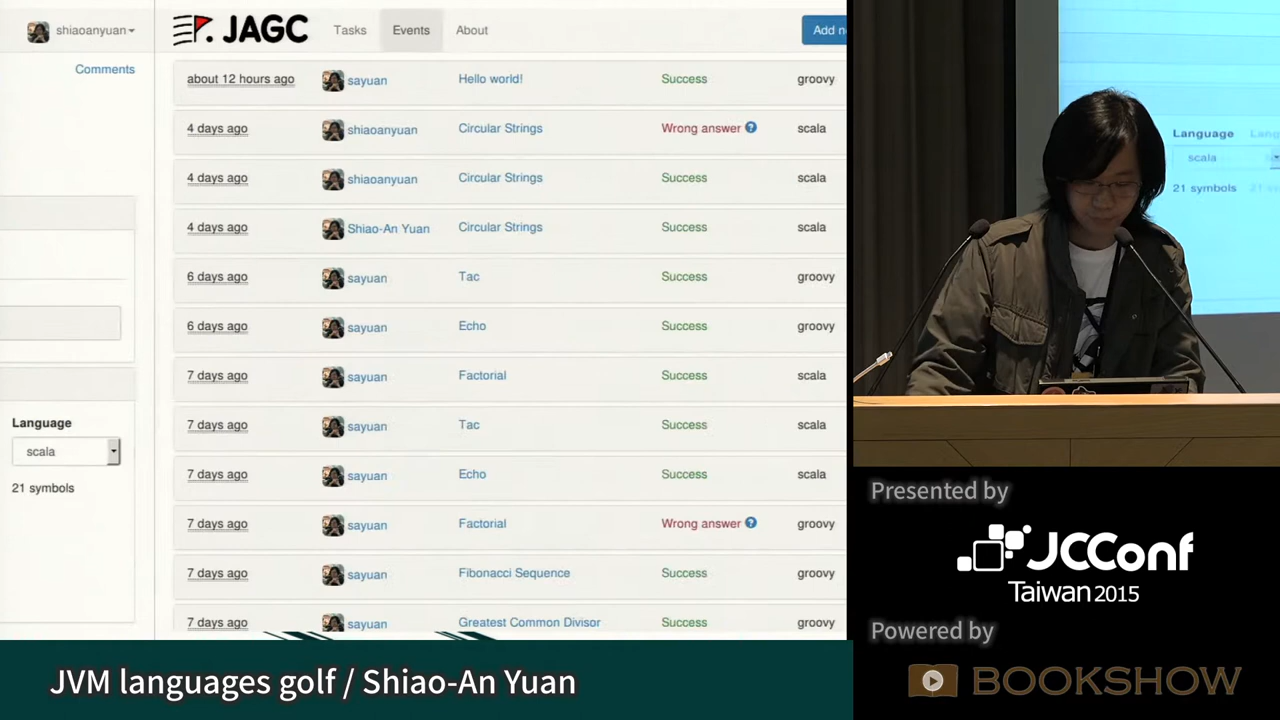 shiaoanyuan
Comments
Language
scala
21 symbols
JAGC Tasks Events About Add
about 12 hours ago sayuan Hello world! Success groovy
4 days ago shiaoanyuan Circular Strings Wrong answer ? scala
4 days ago shiaoanyuan Circular Strings Success scala
4 days ago Shiao-An Yuan Circular Strings Success scala
6 days ago sayuan Tac Success groovy
6 days ago sayuan Echo Success groovy
7 days ago sayuan Factorial Success scala
7 days ago sayuan Tac Success scala
7 days ago sayuan Echo Success scala
7 days ago sayuan Factorial Wrong answer ? groovy
7 days ago sayuan Fibonacci Sequence Success groovy
7 days ago sayuan Greatest Common Divisor Success groovy
Language
scala
21 symbols
Presented by
JCConf
Taiwan 2015
Powered by
BOOKSHOW
JVM languages golf / Shiao-An Yuan